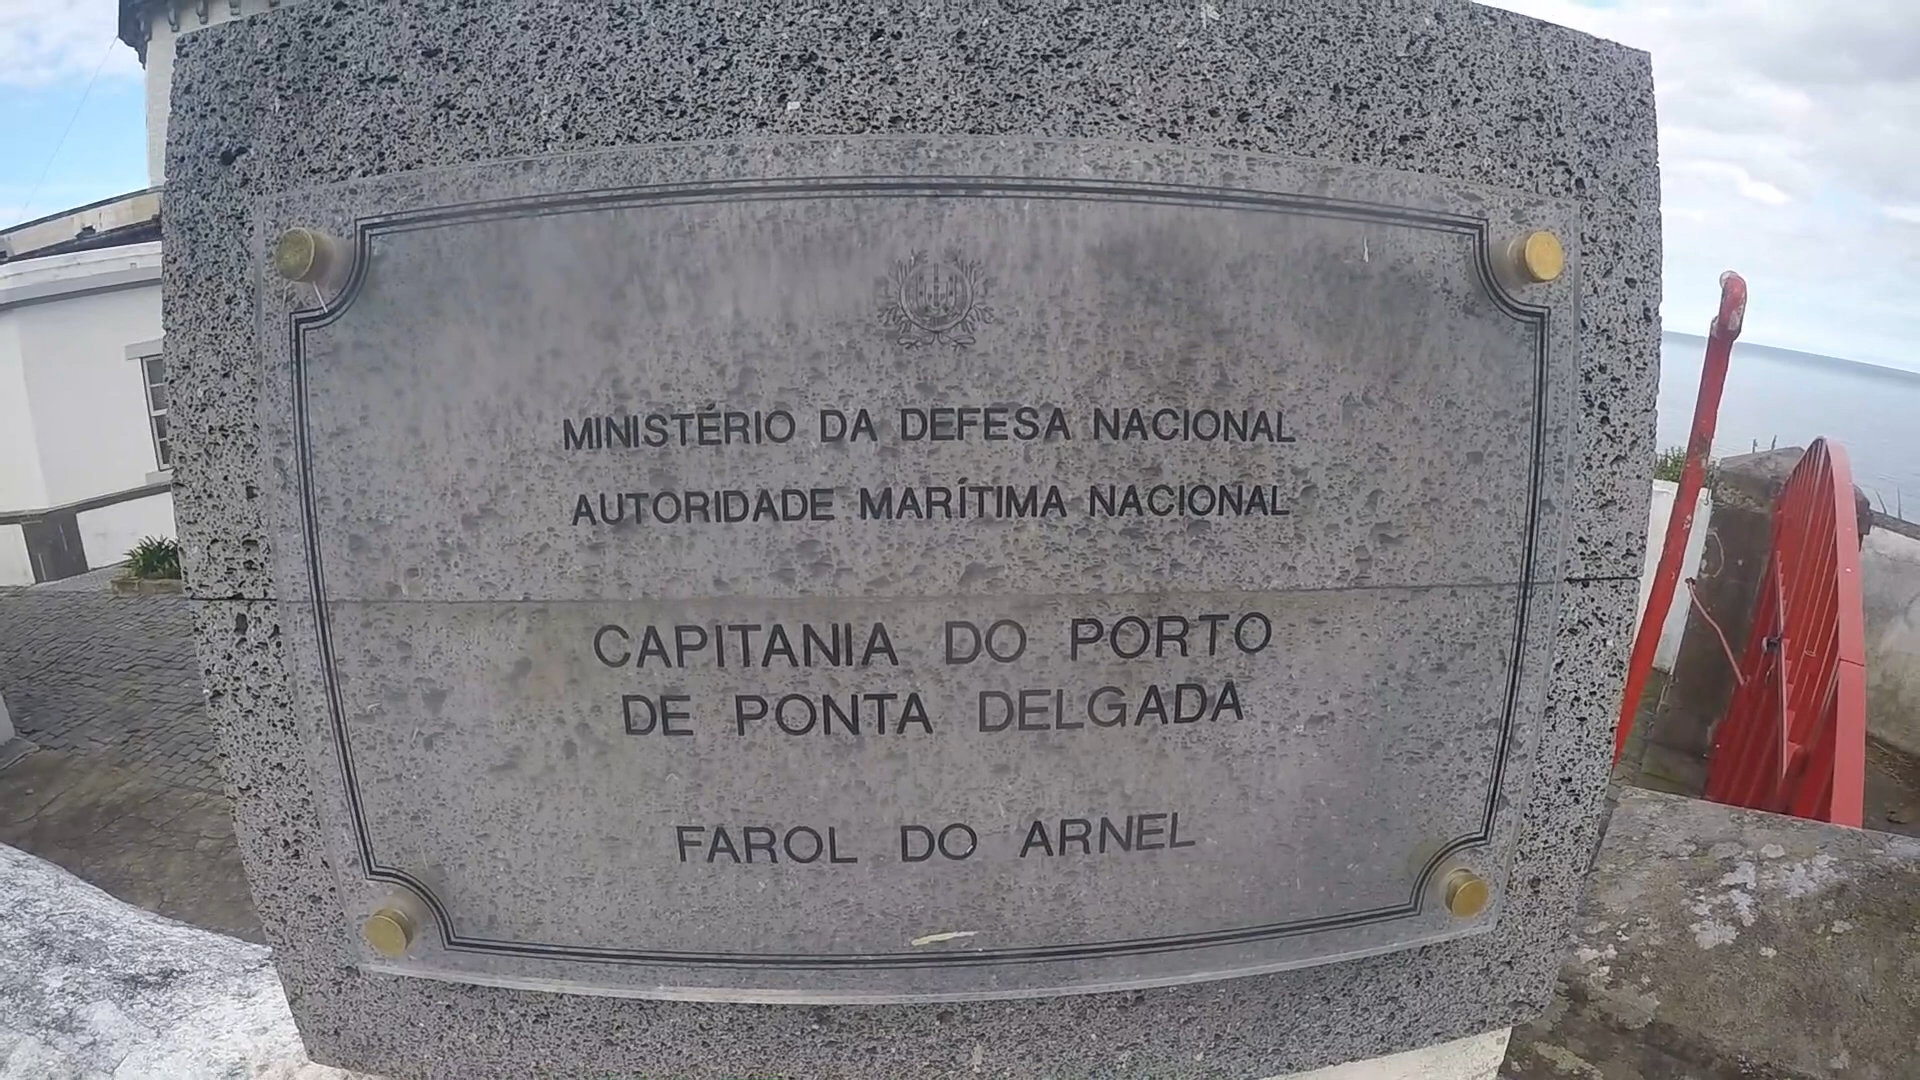 MINISTÉRIO DA DEFESA NACIONAL
AUTORIDADE MARÍTIMA NACIONAL
CAPITANIA DO PORTO
DE PONTA DELGADA
FAROL DO ARNEL